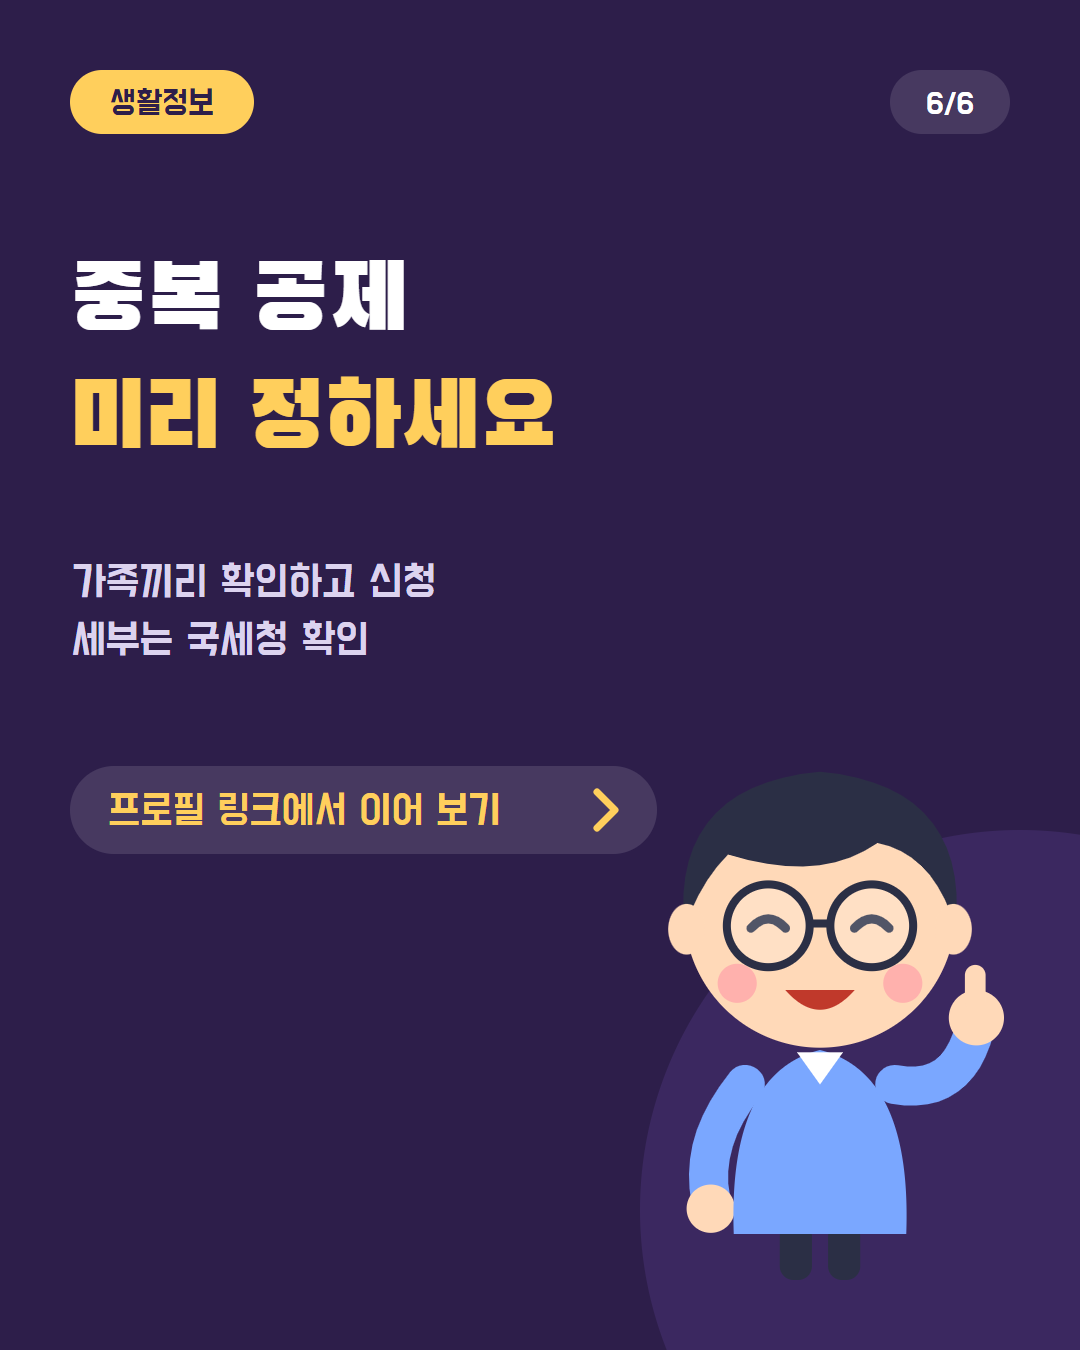 생활정보
6/6
중복 공제
미리 정하세요
가족끼리 확인하고 신청
세부는 국세청 확인
프로필 링크에서 이어 보기